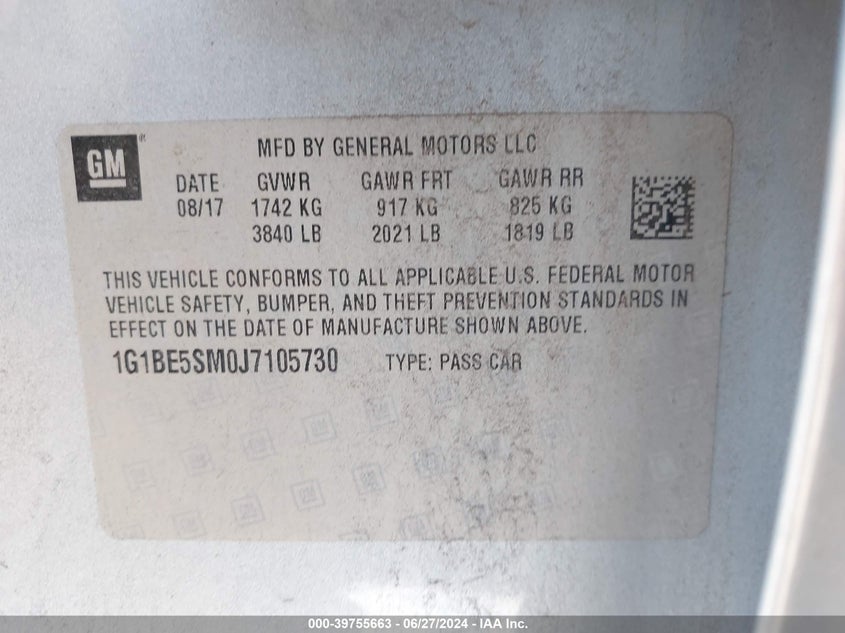 GM ®
MFD BY GENERAL MOTORS LLC
DATE GVWR GAWR FRT GAWR RR
08/17 1742 KG 917 KG 825 KG
3840 LB 2021 LB 1819 LB
THIS VEHICLE CONFORMS TO ALL APPLICABLE U.S. FEDERAL MOTOR
VEHICLE SAFETY, BUMPER, AND THEFT PREVENTION STANDARDS IN
EFFECT ON THE DATE OF MANUFACTURE SHOWN ABOVE.
1G1BE5SM0J7105730 TYPE: PASS CAR
000-39755663 - 06/27/2024 - IAA Inc.